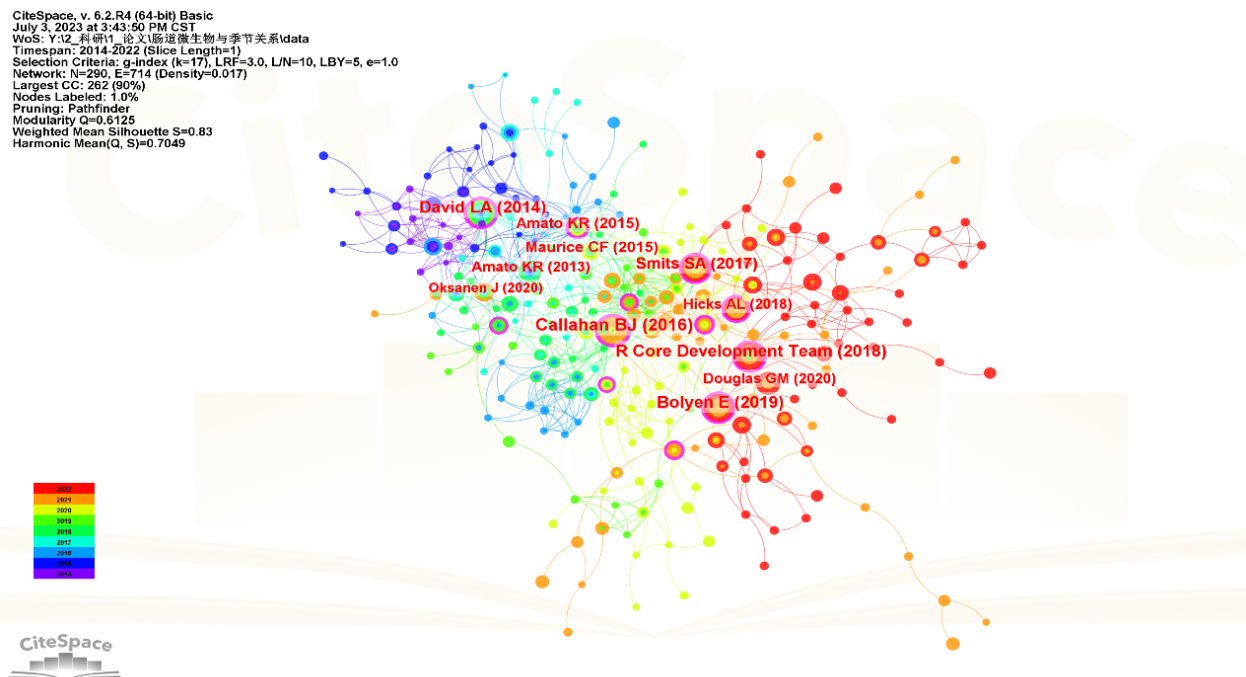 CiteSpace, v. 6.2.R4 (64-bit) Basic
July 3, 2023 at 3:43:50 PM CST
WoS: Y:\2_科研\1_论文\肠道微生物与季节关系\data
Timespan: 2014-2022 (Slice Length=1)
Selection Criteria: g-index (k=17), LRF=3.0, L/N=10, LBY=5, e=1.0
Network: N=290, E=714 (Density=0.017)
Largest CC: 262 (90%)
Nodes Labeled: 1.0%
Pruning: Pathfinder
Modularity Q=0.6125
Weighted Mean Silhouette S=0.83
Harmonic Mean(Q, S)=0.7049
CiteSpace
David LA (2014)
Amato KR (2015)
Maurice CF (2015)
Smits SA (2017)
Amato KR (2013)
Oksanen J (2020)
Hicks AL (2018)
Callahan BJ (2016)
R Core Development Team (2018)
Douglas GM (2020)
Bolyen E (2019)
2022
2021
2020
2019
2018
2017
2016
2015
2014
CiteSpace